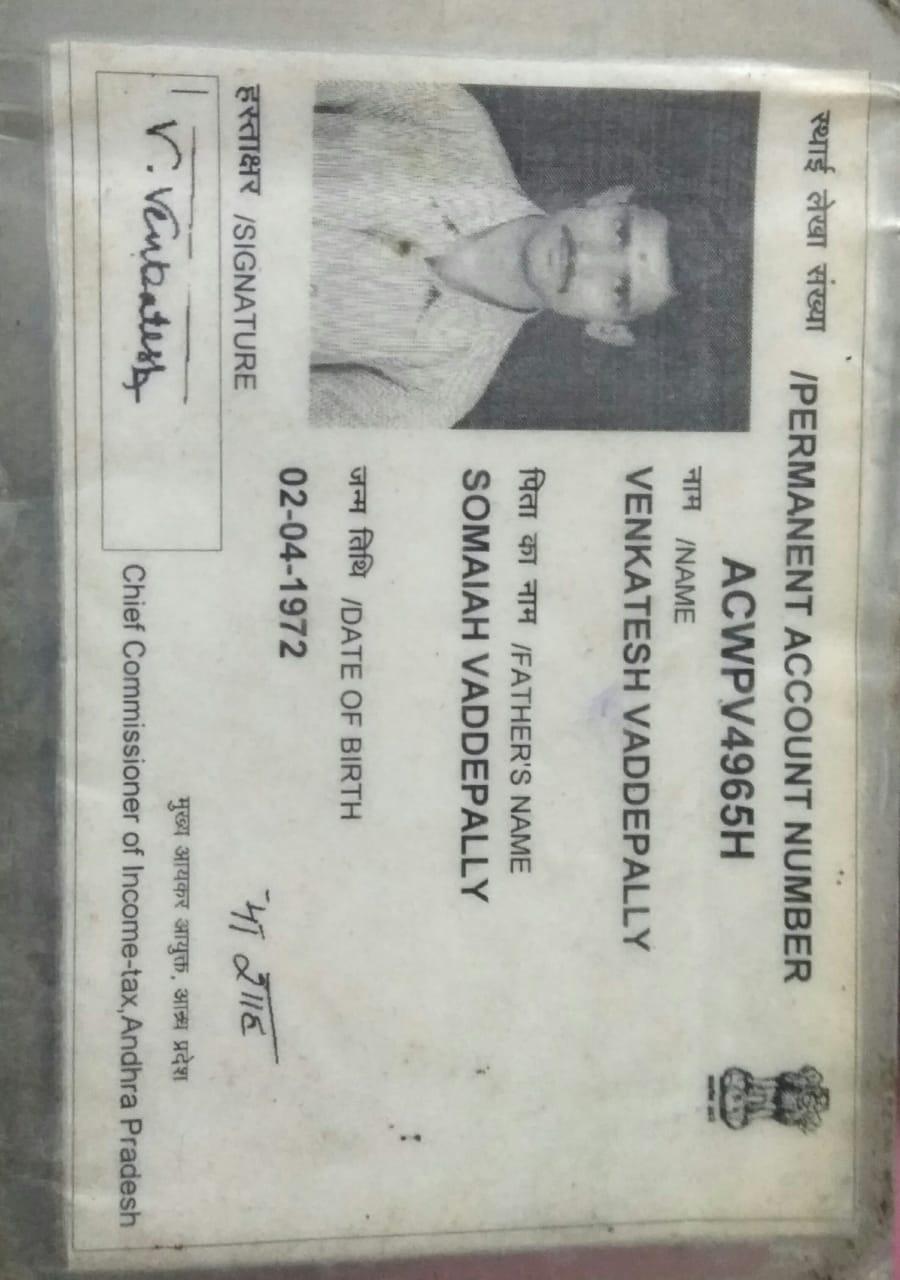 स्थाई लेखा संख्या /PERMANENT ACCOUNT NUMBER
ACWPV4965H
नाम /NAME
VENKATESH VADDEPALLY
पिता का नाम /FATHER'S NAME
SOMAIAH VADDEPALLY
जन्म तिथि /DATE OF BIRTH
02-04-1972
हस्ताक्षर /SIGNATURE
V. Venkatesh
मुख्य आयकर आयुक्त, आन्ध्र प्रदेश
Chief Commissioner of Income-tax, Andhra Pradesh